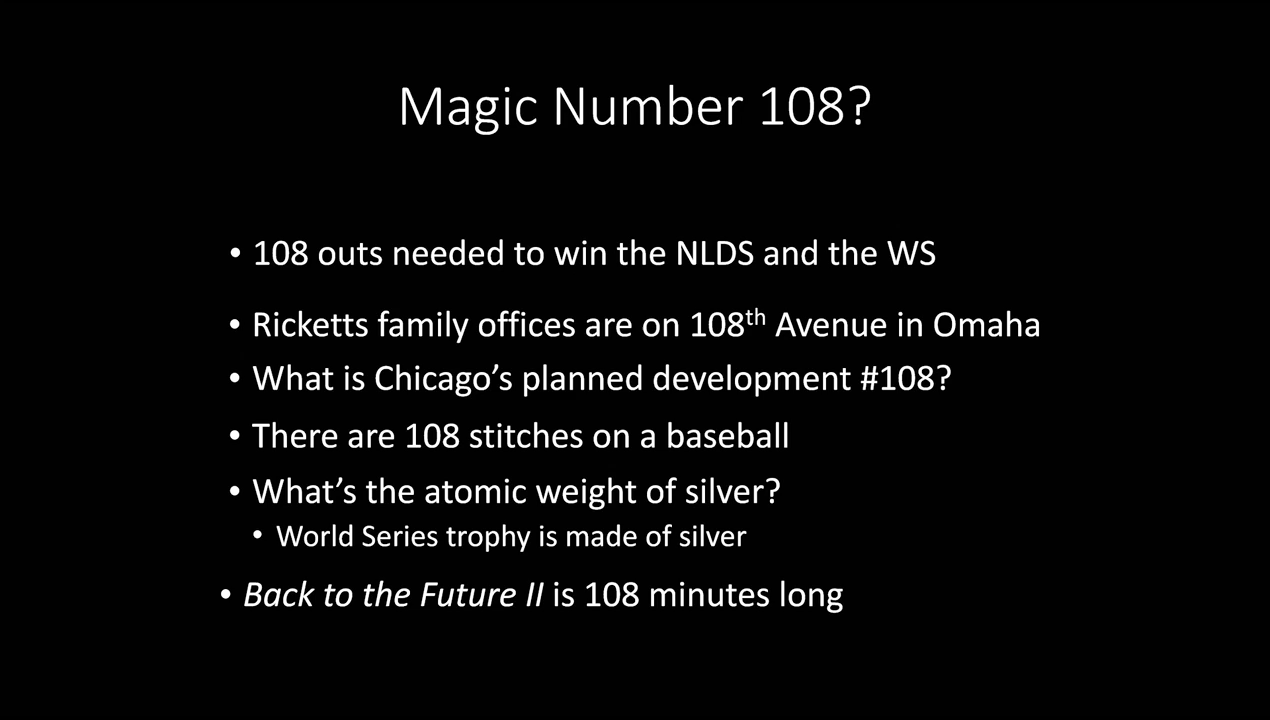 Magic Number 108?
• 108 outs needed to win the NLDS and the WS
• Ricketts family offices are on 108th Avenue in Omaha
• What is Chicago’s planned development #108?
• There are 108 stitches on a baseball
• What’s the atomic weight of silver?
• World Series trophy is made of silver
• Back to the Future II is 108 minutes long